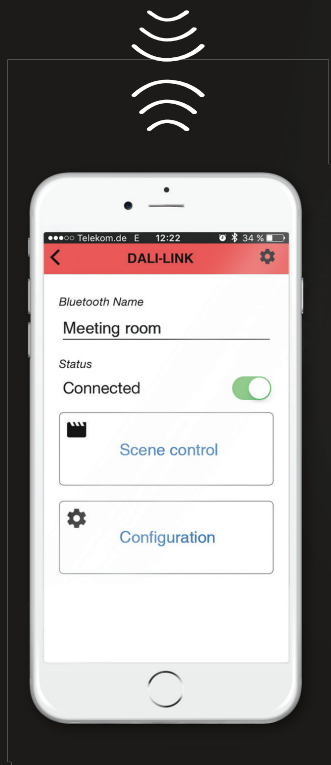 ●●●○○ Telekom.de E 12:22 34 %
DALI-LINK
Bluetooth Name
Meeting room
Status
Connected
Scene control
Configuration